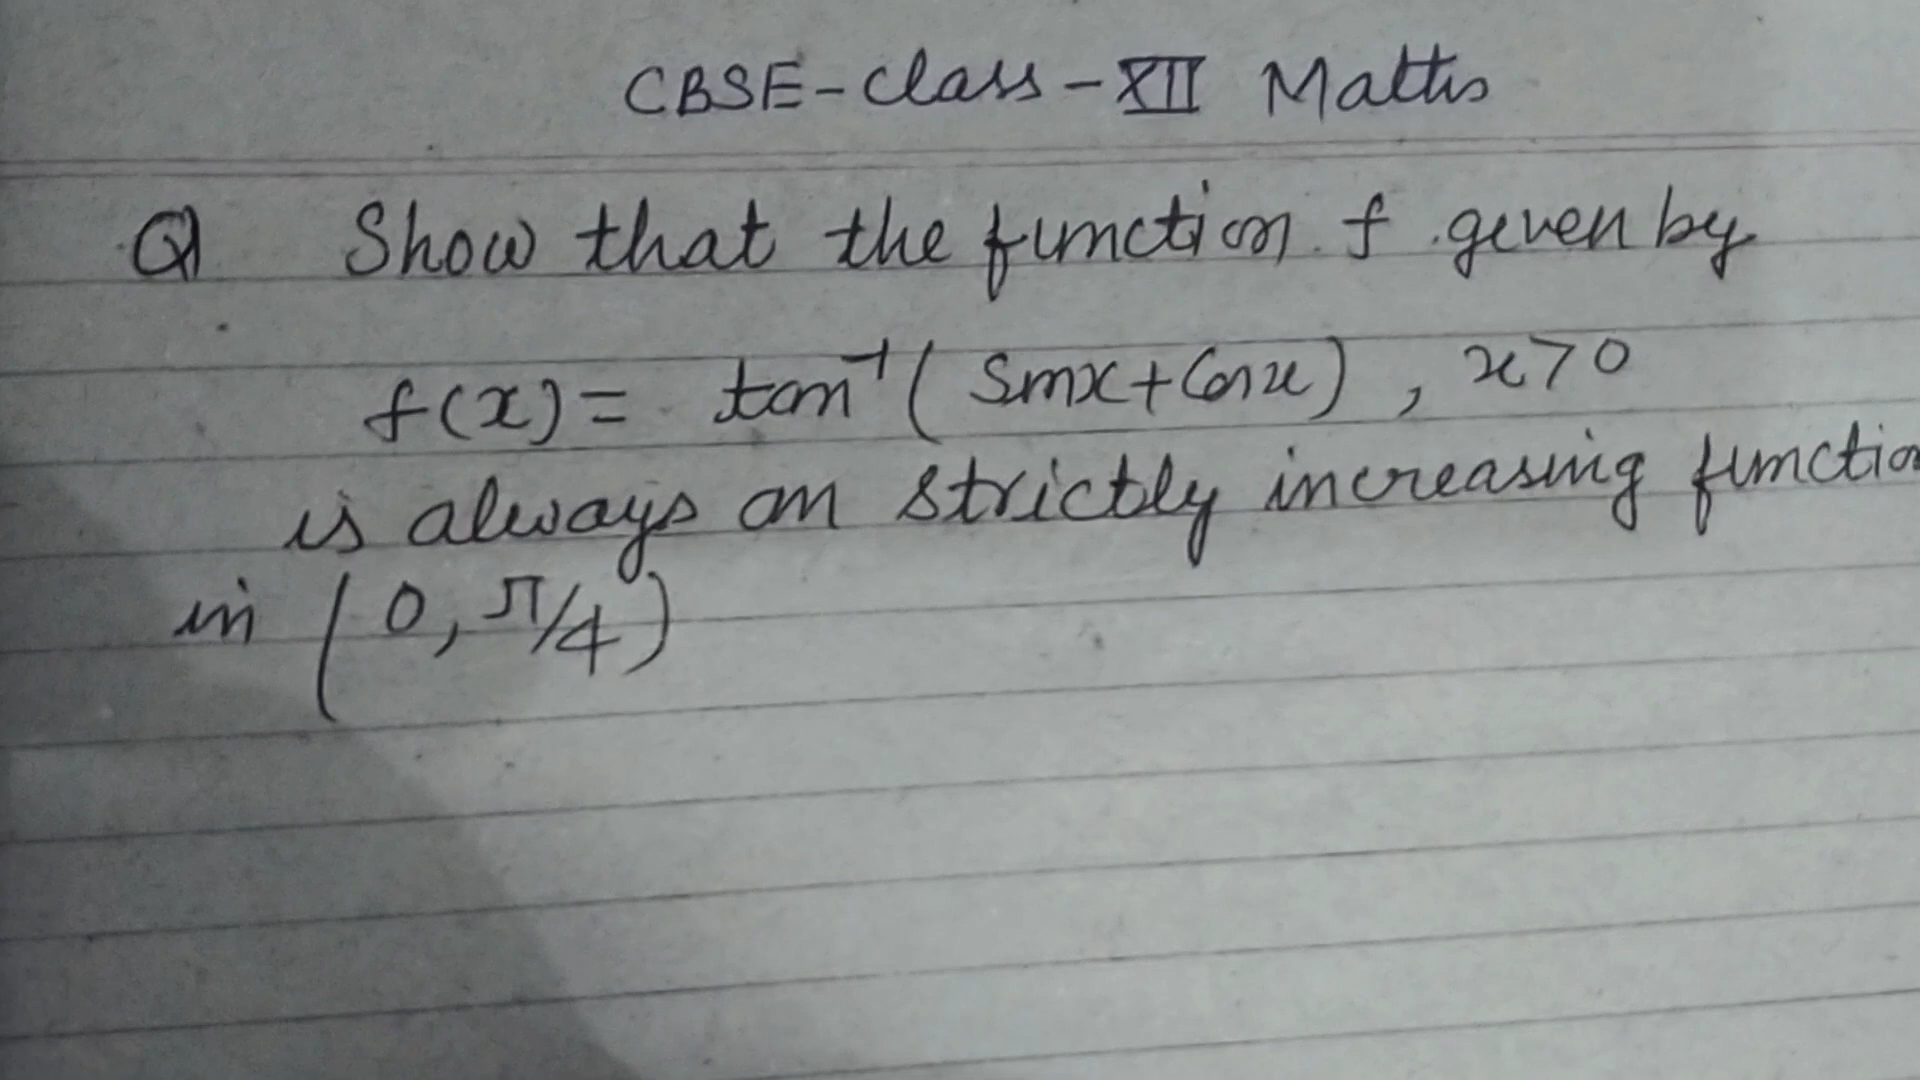 CBSE-Class-XII Maths
Q Show that the function f given by
f(x) = tan⁻¹( Sinx + Cosx ) , x>0
is always an strictly increasing function
in (0, π/4)